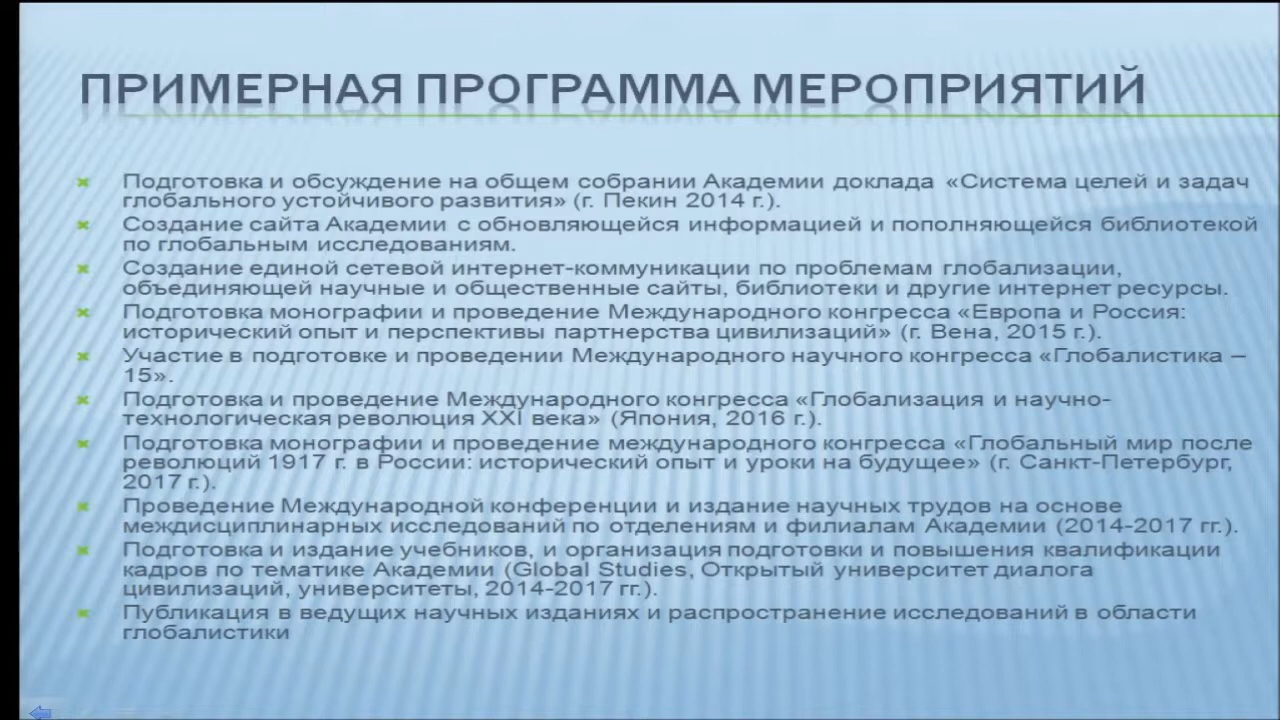 ПРИМЕРНАЯ ПРОГРАММА МЕРОПРИЯТИЙ
Подготовка и обсуждение на общем собрании Академии доклада «Система целей и задач
глобального устойчивого развития» (г. Пекин 2014 г.).
Создание сайта Академии с обновляющейся информацией и пополняющейся библиотекой
по глобальным исследованиям.
Создание единой сетевой интернет-коммуникации по проблемам глобализации,
объединяющей научные и общественные сайты, библиотеки и другие интернет ресурсы.
Подготовка монографии и проведение Международного конгресса «Европа и Россия:
исторический опыт и перспективы партнерства цивилизаций» (г. Вена, 2015 г.).
Участие в подготовке и проведении Международного научного конгресса «Глобалистика –
15».
Подготовка и проведение Международного конгресса «Глобализация и научно-
технологическая революция XXI века» (Япония, 2016 г.).
Подготовка монографии и проведение международного конгресса «Глобальный мир после
революций 1917 г. в России: исторический опыт и уроки на будущее» (г. Санкт-Петербург,
2017 г.).
Проведение Международной конференции и издание научных трудов на основе
междисциплинарных исследований по отделениям и филиалам Академии (2014-2017 гг.).
Подготовка и издание учебников, и организация подготовки и повышения квалификации
кадров по тематике Академии (Global Studies, Открытый университет диалога
цивилизаций, университеты, 2014-2017 гг.).
Публикация в ведущих научных изданиях и распространение исследований в области
глобалистики